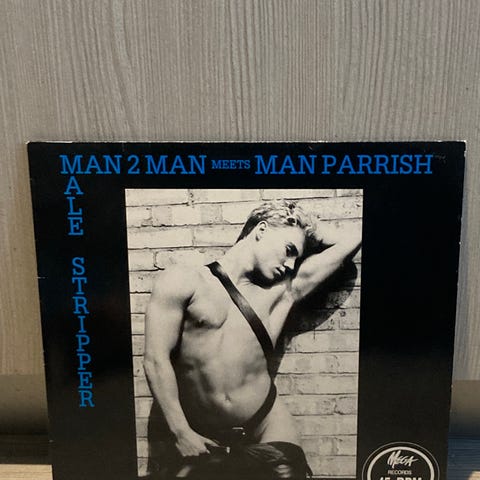 MAN 2 MAN MEETS MAN PARRISH
MALE STRIPPER
MEGA
RECORDS
45 RPM